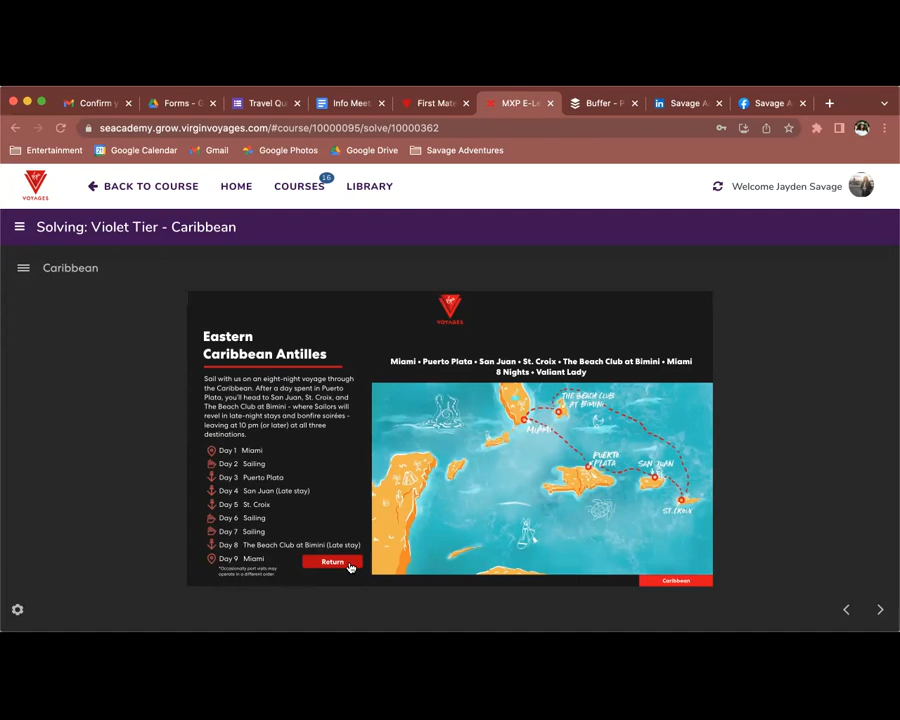 Confirm y
Forms - G
Travel Qu
Info Meet
First Mate
MXP E-Le
Buffer - P
Savage A
Savage A
seacademy.grow.virginvoyages.com/#course/10000095/solve/10000362
Entertainment
Google Calendar
Gmail
Google Photos
Google Drive
Savage Adventures
VOYAGES
BACK TO COURSE
HOME
COURSES
16
LIBRARY
Welcome Jayden Savage
Solving: Violet Tier - Caribbean
Caribbean
VOYAGES
Eastern
Caribbean Antilles
Sail with us on an eight-night voyage through
the Caribbean. After a day spent in Puerto
Plata, you'll head to San Juan, St. Croix, and
The Beach Club at Bimini - where Sailors will
revel in late-night stays and bonfire soirées -
leaving at 10 pm (or later) at all three
destinations.
Day 1 Miami
Day 2 Sailing
Day 3 Puerto Plata
Day 4 San Juan (Late stay)
Day 5 St. Croix
Day 6 Sailing
Day 7 Sailing
Day 8 The Beach Club at Bimini (Late stay)
Day 9 Miami
*Occasionally port visits may
operate in a different order
Return
Miami • Puerto Plata • San Juan • St. Croix • The Beach Club at Bimini • Miami
8 Nights • Valiant Lady
THE BEACH CLUB
AT BIMINI
MIAMI
PUERTO
PLATA
SAN JUAN
ST. CROIX
Caribbean